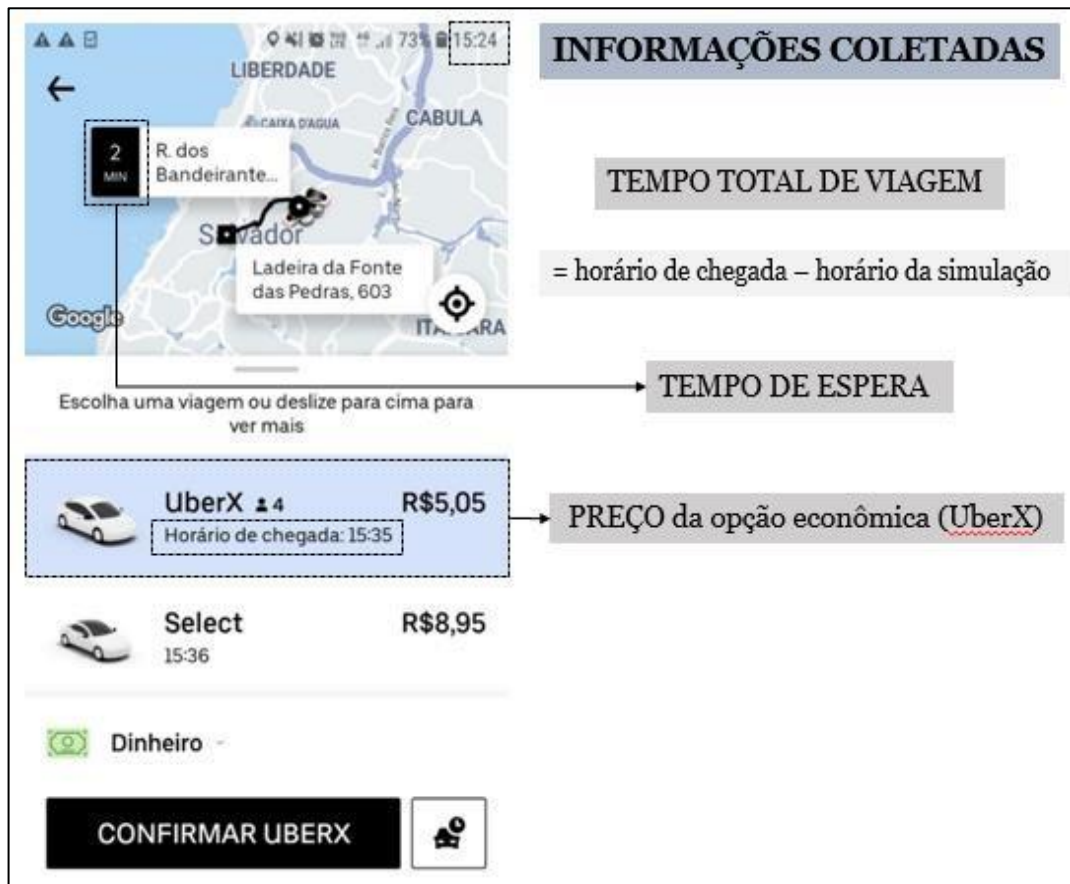 73% 15:24
LIBERDADE
CAIXA D'AGUA
CABULA
2
MIN
R. dos
Bandeirante...
Salvador
Ladeira da Fonte
das Pedras, 603
Google
Escolha uma viagem ou deslize para cima para
ver mais
UberX 4 R$5,05
Horário de chegada: 15:35
Select R$8,95
15:36
Dinheiro
CONFIRMAR UBERX
INFORMAÇÕES COLETADAS
TEMPO TOTAL DE VIAGEM
= horário de chegada – horário da simulação
TEMPO DE ESPERA
PREÇO da opção econômica (UberX)